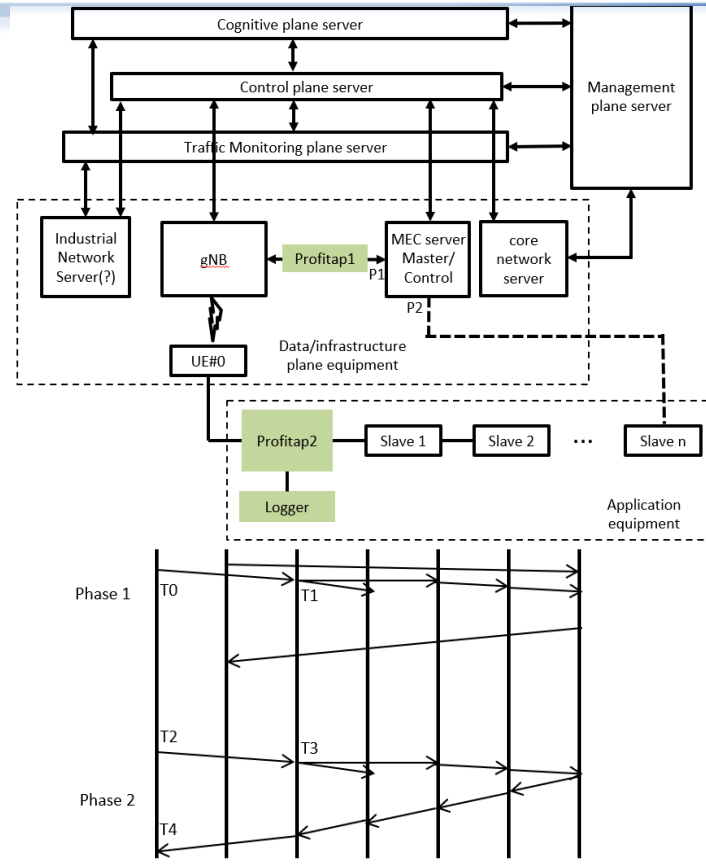 Cognitive plane server
Control plane server
Management
plane server
Traffic Monitoring plane server
Industrial
Network
Server(?)
gNB
Profitap1
P1
MEC server
Master/
Control
core
network
server
P2
UE#0
Data/infrastructure
plane equipment
Profitap2
Slave 1
Slave 2
...
Slave n
Logger
Application
equipment
Phase 1
T0
T1
T2
T3
Phase 2
T4